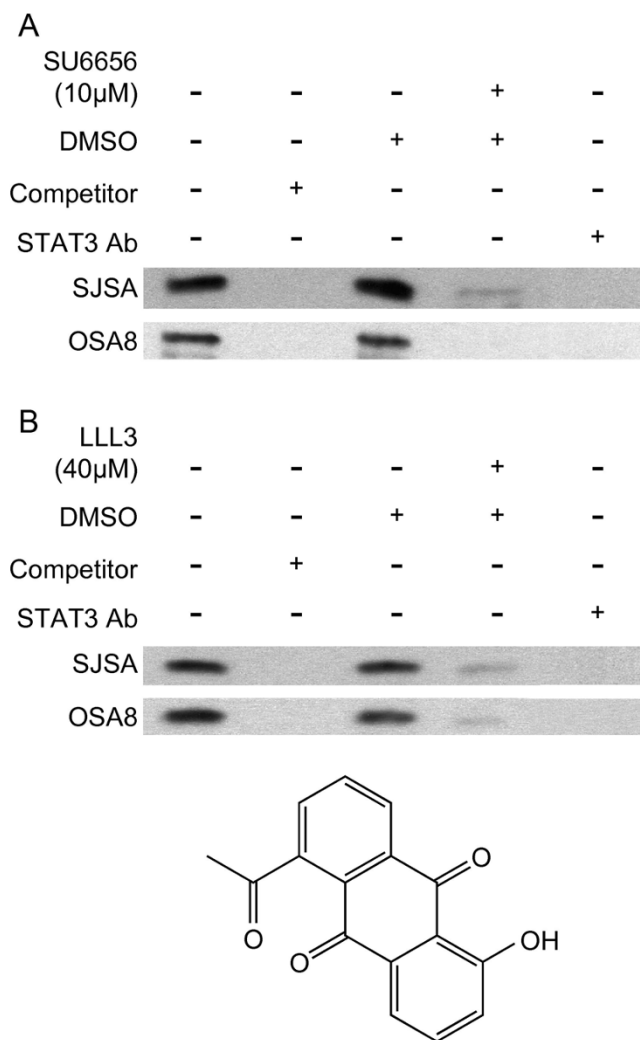 A
SU6656
(10µM) - - - + -
DMSO - - + + -
Competitor - + - - -
STAT3 Ab - - - - +
SJSA
OSA8
B
LLL3
(40µM) - - - + -
DMSO - - + + -
Competitor - + - - -
STAT3 Ab - - - - +
SJSA
OSA8
O
O
O
OH